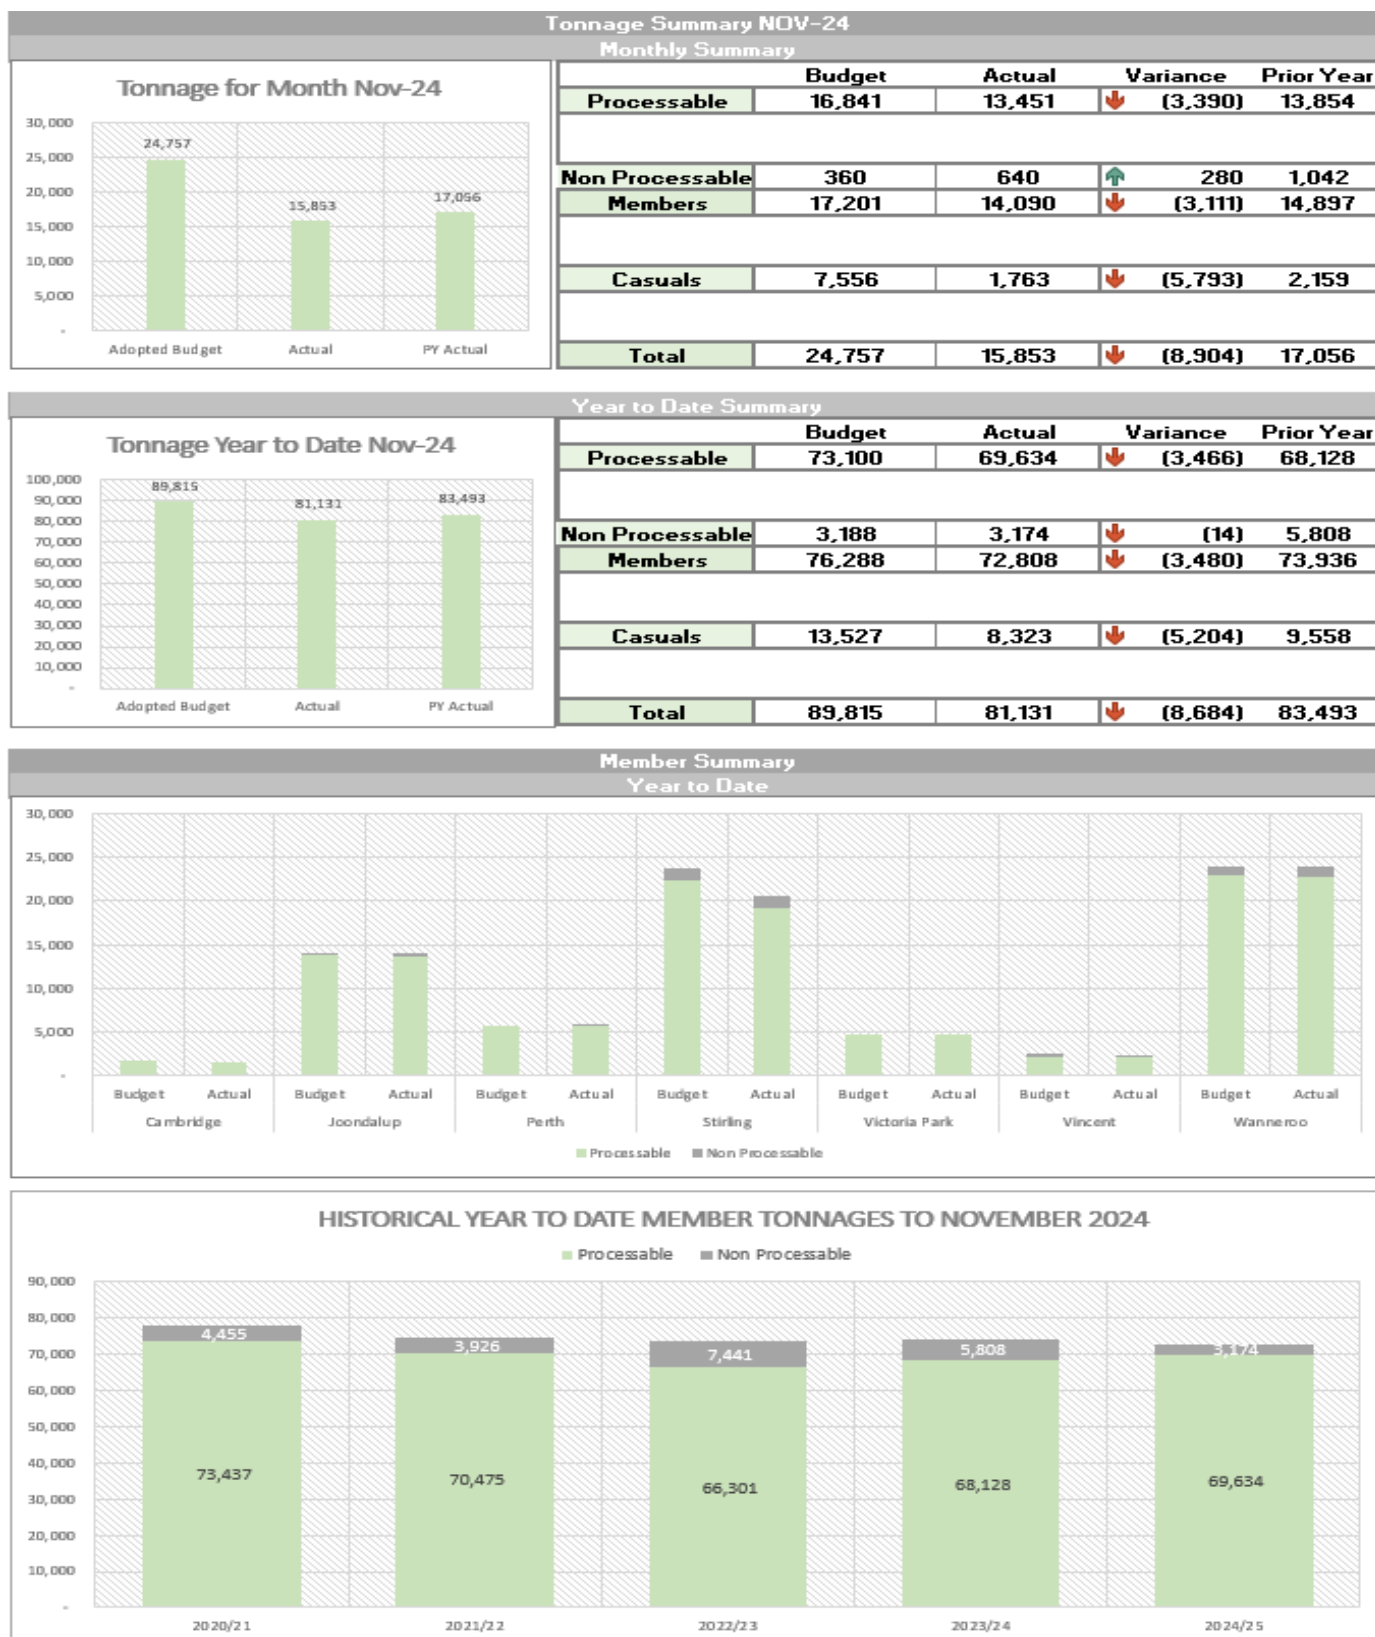 Tonnage Summary NOV-24
Monthly Summary
Tonnage for Month Nov-24
30,000
25,000
20,000
15,000
10,000
5,000
-
24,757
15,853
17,056
Adopted Budget Actual PY Actual
Budget Actual Variance Prior Year
Processable 16,841 13,451 (3,390) 13,854
Non Processable 360 640 280 1,042
Members 17,201 14,090 (3,111) 14,897
Casuals 7,556 1,763 (5,793) 2,159
Total 24,757 15,853 (8,904) 17,056
Year to Date Summary
Tonnage Year to Date Nov-24
100,000
90,000
80,000
70,000
60,000
50,000
40,000
30,000
20,000
10,000
-
89,815
81,131
83,493
Adopted Budget Actual PY Actual
Budget Actual Variance Prior Year
Processable 73,100 69,634 (3,466) 68,128
Non Processable 3,188 3,174 (14) 5,808
Members 76,288 72,808 (3,480) 73,936
Casuals 13,527 8,323 (5,204) 9,558
Total 89,815 81,131 (8,684) 83,493
Member Summary
Year to Date
30,000
25,000
20,000
15,000
10,000
5,000
-
Budget Actual Budget Actual Budget Actual Budget Actual Budget Actual Budget Actual Budget Actual
Cambridge Joondalup Perth Stirling Victoria Park Vincent Wanneroo
Processable Non Processable
HISTORICAL YEAR TO DATE MEMBER TONNAGES TO NOVEMBER 2024
Processable Non Processable
90,000
80,000
70,000
60,000
50,000
40,000
30,000
20,000
10,000
-
4,455 3,926 7,441 5,808 3,174
73,437 70,475 66,301 68,128 69,634
2020/21 2021/22 2022/23 2023/24 2024/25